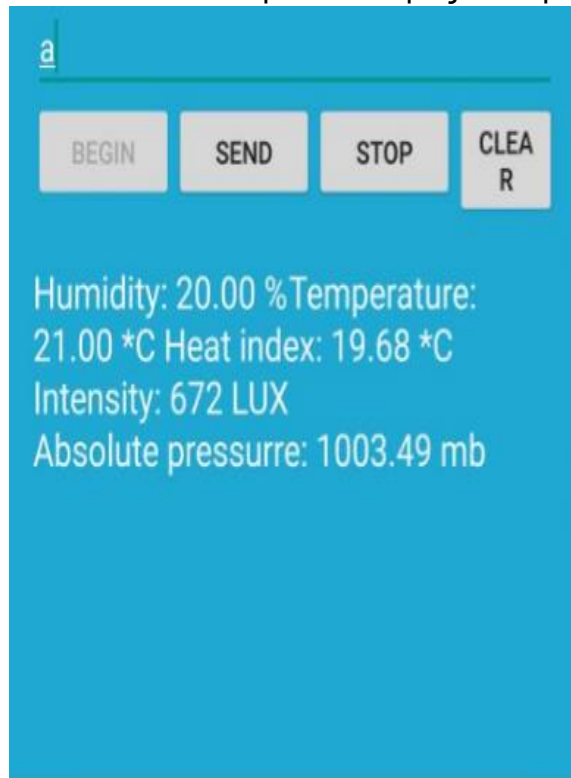 a
BEGIN SEND STOP CLEA
R
Humidity: 20.00 %Temperature:
21.00 *C Heat index: 19.68 *C
Intensity: 672 LUX
Absolute pressurre: 1003.49 mb